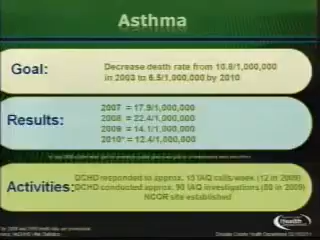 Asthma
Goal:
Decrease death rate from 10.8/1,000,000
in 2003 to 6.5/1,000,000 by 2010
Results:
2007 = 17.9/1,000,000
2008 = 22.4/1,000,000
2009 = 14.1/1,000,000
2010* = 12.4/1,000,000
Activities:
DCHD responded to approx. 15 IAQ calls/week (12 in 2009)
DCHD conducted approx. 90 IAQ investigations (80 in 2009)
NCQR site established